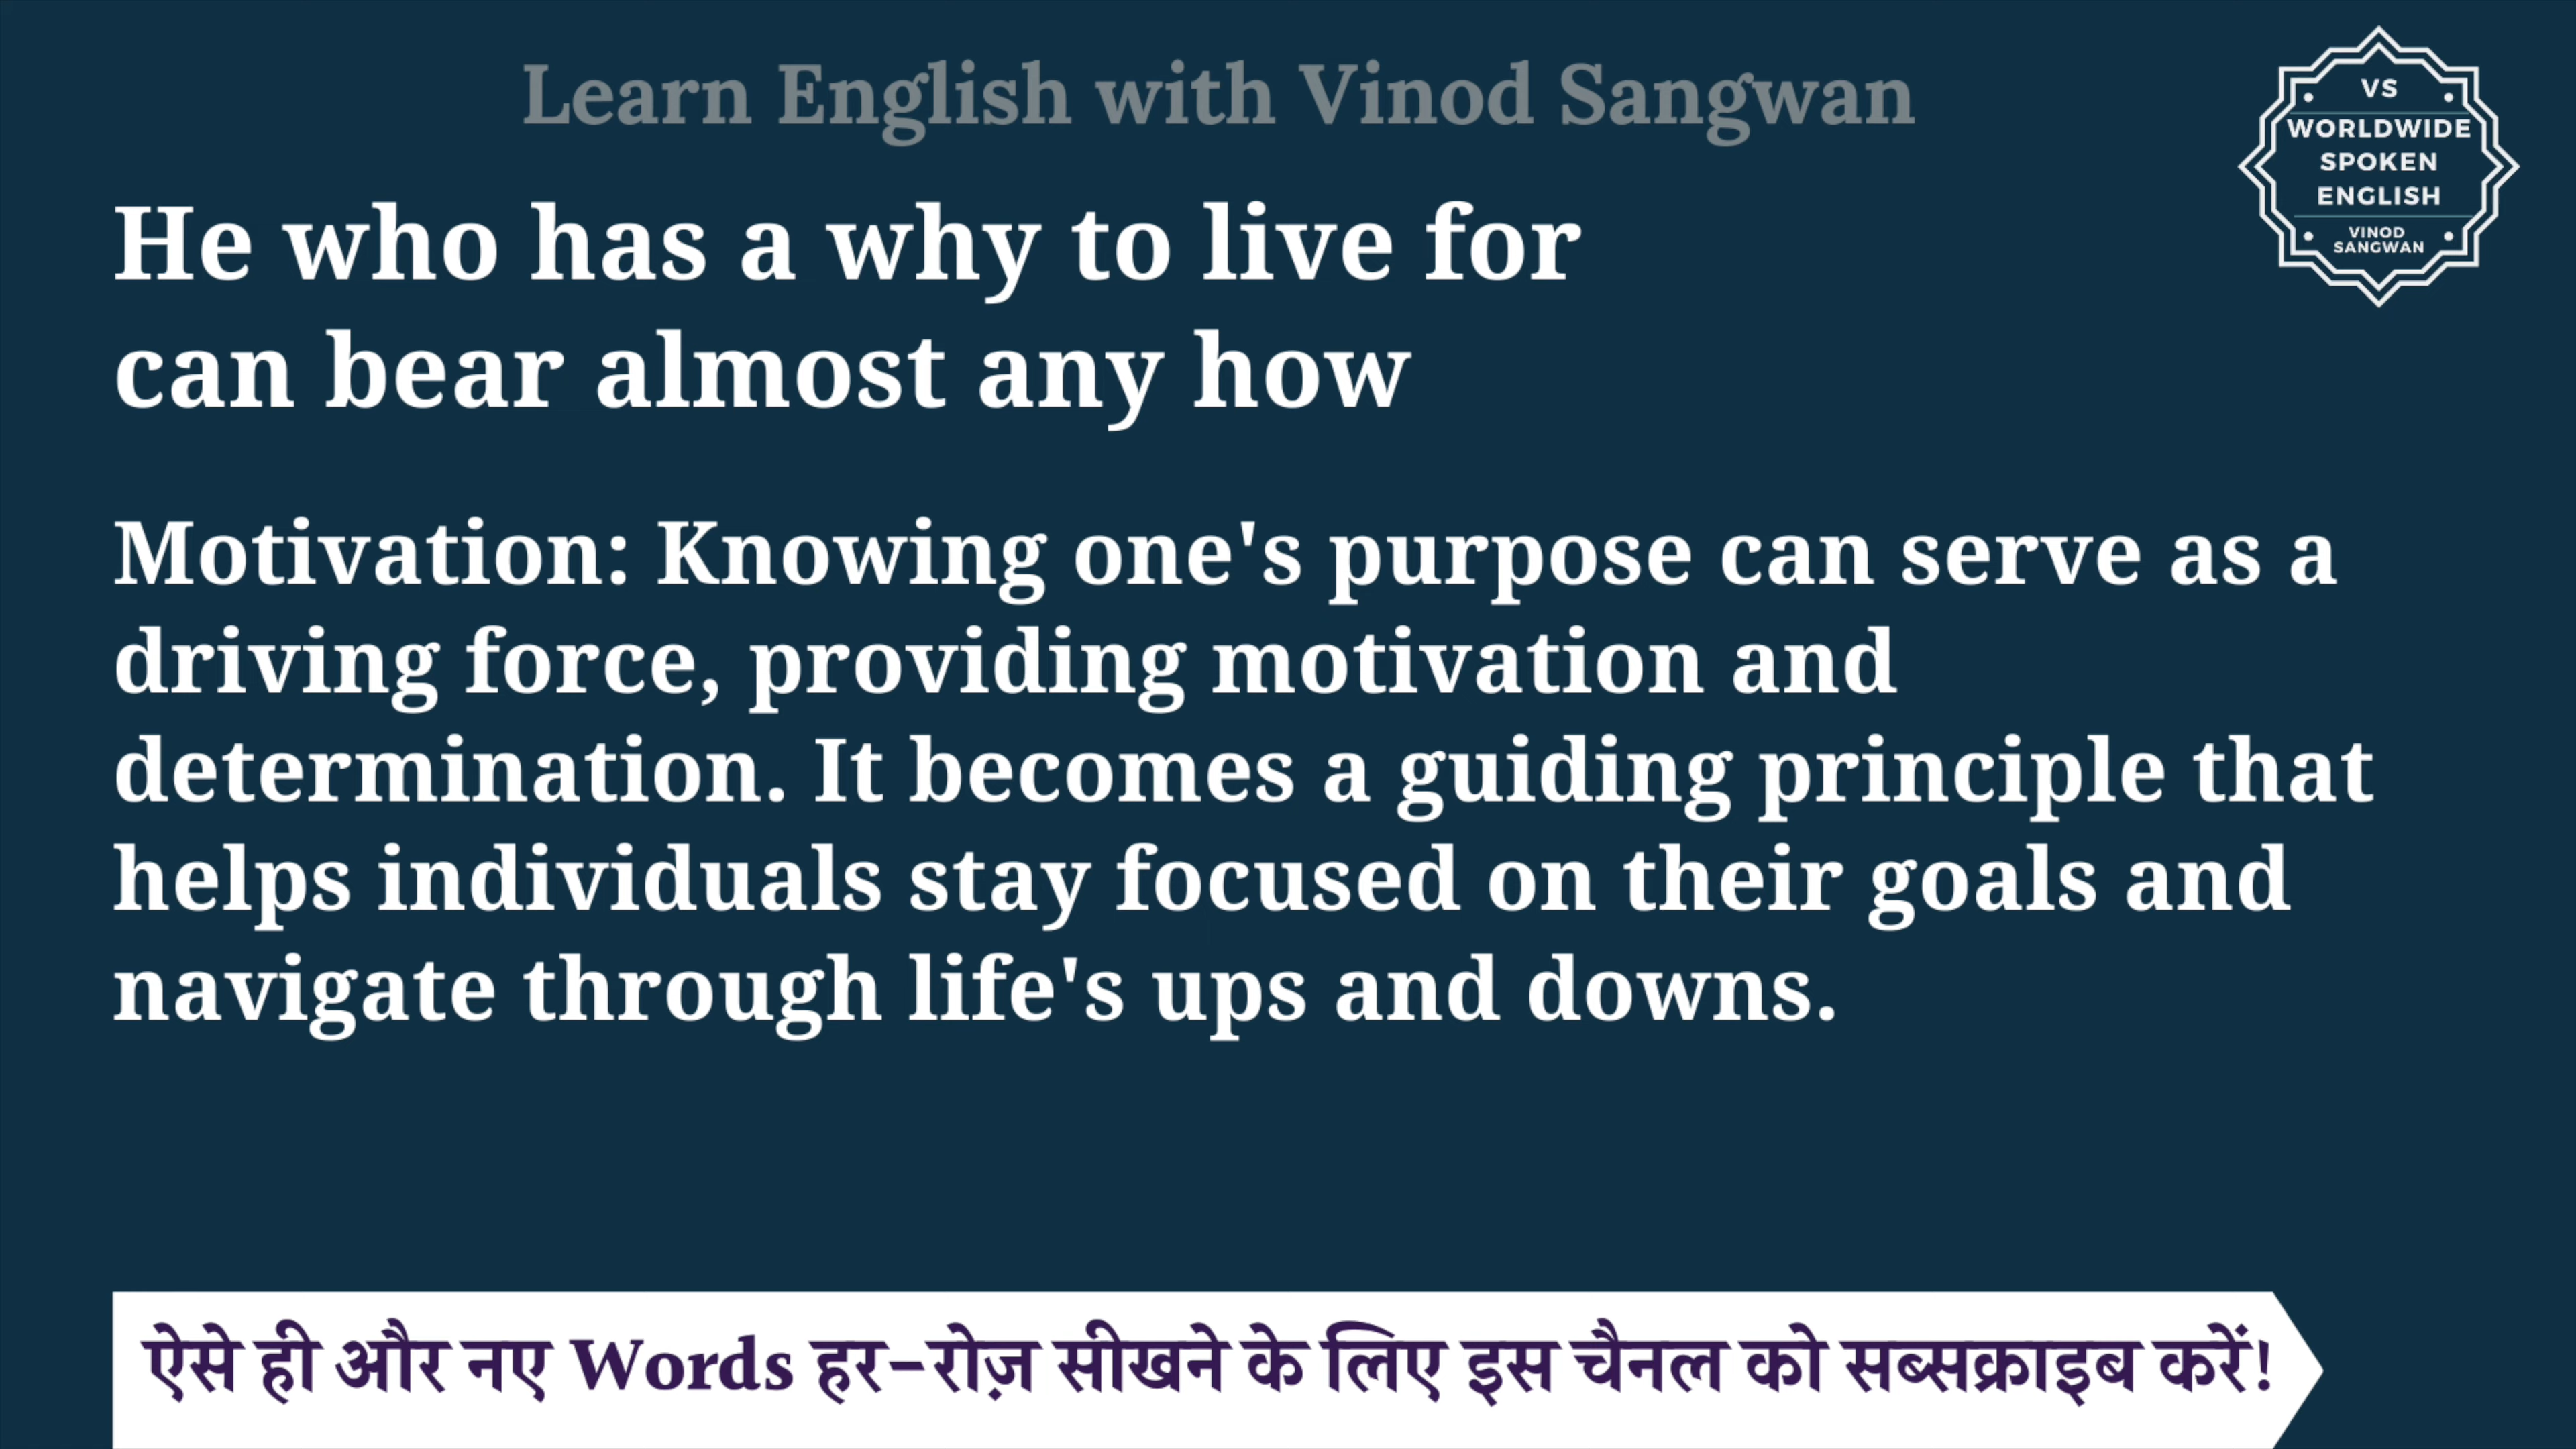 Learn English with Vinod Sangwan
VS
WORLDWIDE
SPOKEN
ENGLISH
VINOD
SANGWAN
He who has a why to live for
can bear almost any how
Motivation: Knowing one's purpose can serve as a
driving force, providing motivation and
determination. It becomes a guiding principle that
helps individuals stay focused on their goals and
navigate through life's ups and downs.
ऐसे ही और नए Words हर-रोज़ सीखने के लिए इस चैनल को सब्सक्राइब करें!